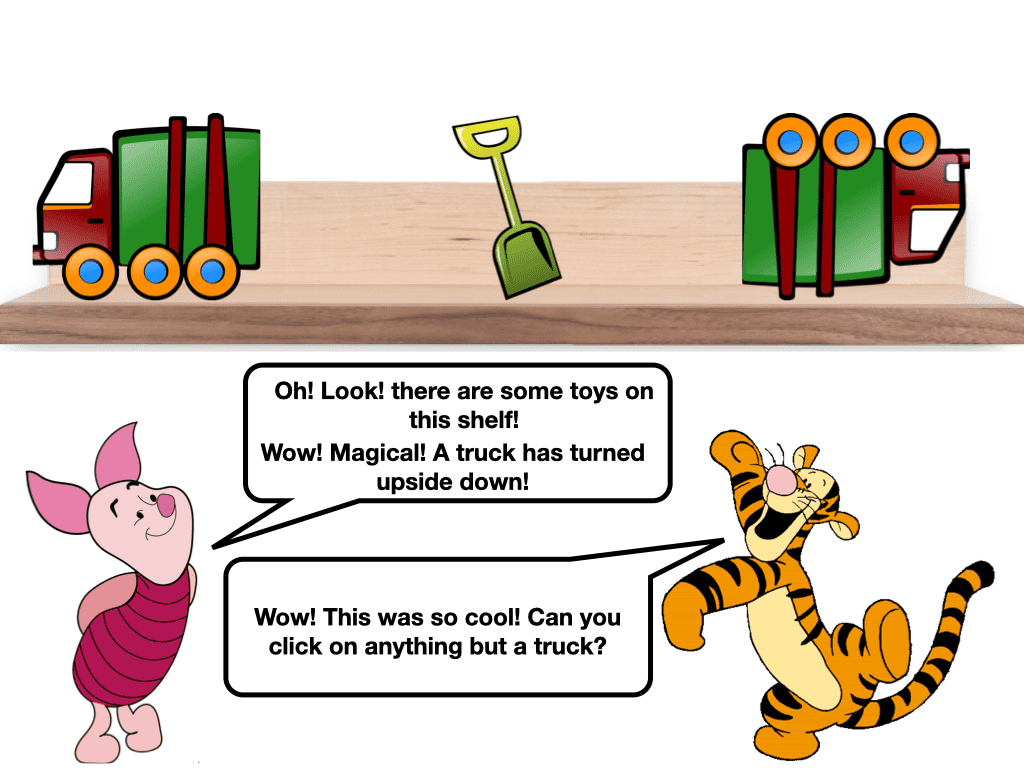 Oh! Look! there are some toys on
this shelf!
Wow! Magical! A truck has turned
upside down!
Wow! This was so cool! Can you
click on anything but a truck?